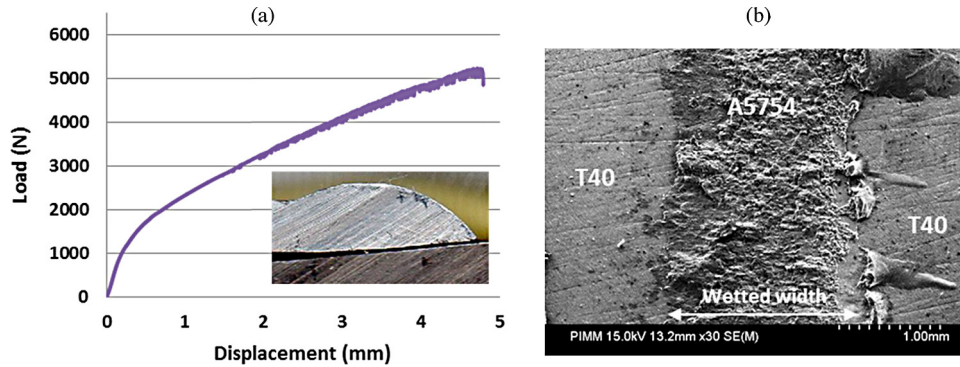 (a)
(b)
6000
5000
4000
3000
2000
1000
0
Load (N)
0 1 2 3 4 5
Displacement (mm)
A5754
T40
T40
Wetted width
PIMM 15.0kV 13.2mm x30 SE(M)
1.00mm